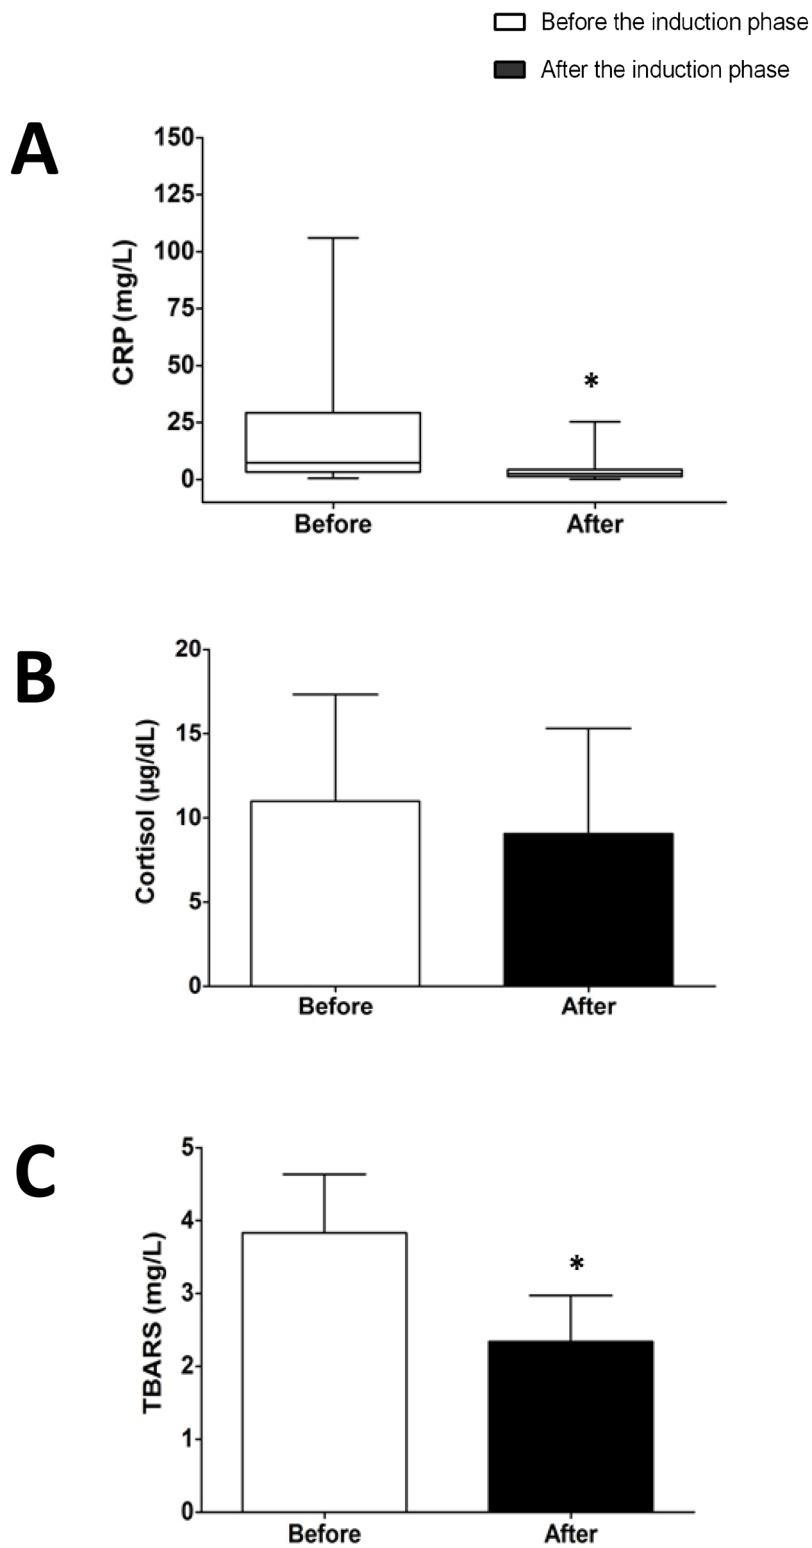 Before the induction phase
After the induction phase
A
150
125
100
75
50
25
0
CRP (mg/L)
*
Before After
B
20
15
10
5
0
Cortisol (µg/dL)
Before After
C
5
4
3
2
1
0
TBARS (mg/L)
*
Before After